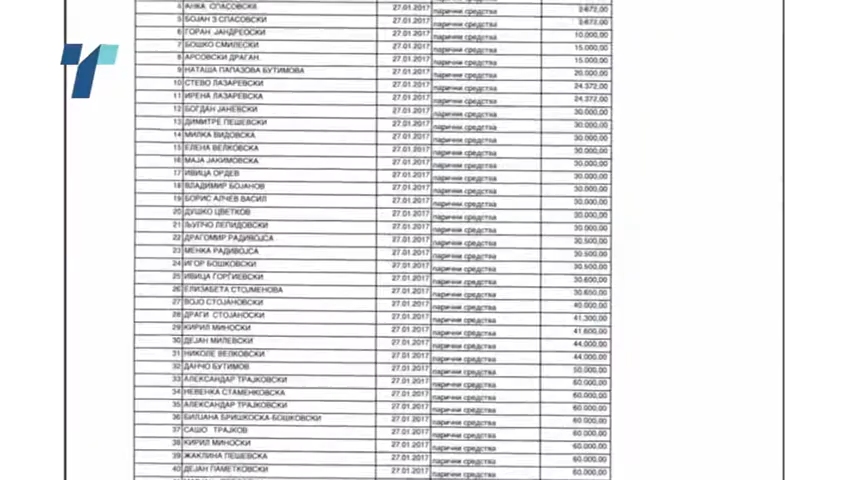 4 АНКА СПАСОВСКА 27.01.2017 парични средства 2.672,00
5 БОЈАН З СПАСОВСКИ 27.01.2017 парични средства 2.672,00
6 ГОРАН ЈАНДРЕОСКИ 27.01.2017 парични средства 10.000,00
7 БОШКО СМИЛЕСКИ 27.01.2017 парични средства 15.000,00
8 АРСОВСКИ ДРАГАН 27.01.2017 парични средства 15.000,00
9 НАТАША ПАПАЗОВА БУТИМОВА 27.01.2017 парични средства 20.000,00
10 СТЕВО ЛАЗАРЕВСКИ 27.01.2017 парични средства 24.372,00
11 ИРЕНА ЛАЗАРЕВСКА 27.01.2017 парични средства 24.372,00
12 БОГДАН ЈАНЕВСКИ 27.01.2017 парични средства 30.000,00
13 ДИМИТРЕ ПЕШЕВСКИ 27.01.2017 парични средства 30.000,00
14 МИЛКА ВИДОВСКА 27.01.2017 парични средства 30.000,00
15 ЕЛЕНА ВЕЛКОВСКА 27.01.2017 парични средства 30.000,00
16 МАЈА ЈАКИМОВСКА 27.01.2017 парични средства 30.000,00
17 ИВИЦА ОРДЕВ 27.01.2017 парични средства 30.000,00
18 ВЛАДИМИР БОЈАНОВ 27.01.2017 парични средства 30.000,00
19 БОРИС АЛЧЕВ ВАСИЛ 27.01.2017 парични средства 30.000,00
20 ДУШКО ЦВЕТКОВ 27.01.2017 парични средства 30.000,00
21 ЉУПЧО ЛЕПИДОВСКИ 27.01.2017 парични средства 30.000,00
22 ДРАГОМИР РАДИВОЈСА 27.01.2017 парични средства 30.500,00
23 МЕНКА РАДИВОЈСА 27.01.2017 парични средства 30.500,00
24 ИГОР БОШКОВСКИ 27.01.2017 парични средства 30.500,00
25 ИВИЦА ЃОРГИЕВСКИ 27.01.2017 парични средства 30.600,00
26 ЕЛИЗАБЕТА СТОЈМЕНОВА 27.01.2017 парични средства 30.650,00
27 ВОЈО СТОЈАНОВСКИ 27.01.2017 парични средства 40.000,00
28 ДРАГИ СТОЈАНОСКИ 27.01.2017 парични средства 41.300,00
29 КИРИЛ МИНОСКИ 27.01.2017 парични средства 41.600,00
30 ДЕЈАН МИЛЕВСКИ 27.01.2017 парични средства 44.000,00
31 НИКОЛЕ ВЕЛКОВСКИ 27.01.2017 парични средства 44.000,00
32 ДАНЧО БУТИМОВ 27.01.2017 парични средства 50.000,00
33 АЛЕКСАНДАР ТРАЈКОВСКИ 27.01.2017 парични средства 60.000,00
34 НЕВЕНКА СТАМЕНКОВСКА 27.01.2017 парични средства 60.000,00
35 АЛЕКСАНДАР ТРАЈКОВСКИ 27.01.2017 парични средства 60.000,00
36 БИЛЈАНА БРИШКОСКА-БОШКОВСКИ 27.01.2017 парични средства 60.000,00
37 САШО ТРАЈКОВ 27.01.2017 парични средства 60.000,00
38 КИРИЛ МИНОСКИ 27.01.2017 парични средства 60.000,00
39 ЖАКЛИНА ПЕШЕВСКА 27.01.2017 парични средства 60.000,00
40 ДЕЈАН ПАМЕТКОВСКИ 27.01.2017 парични средства 60.000,00